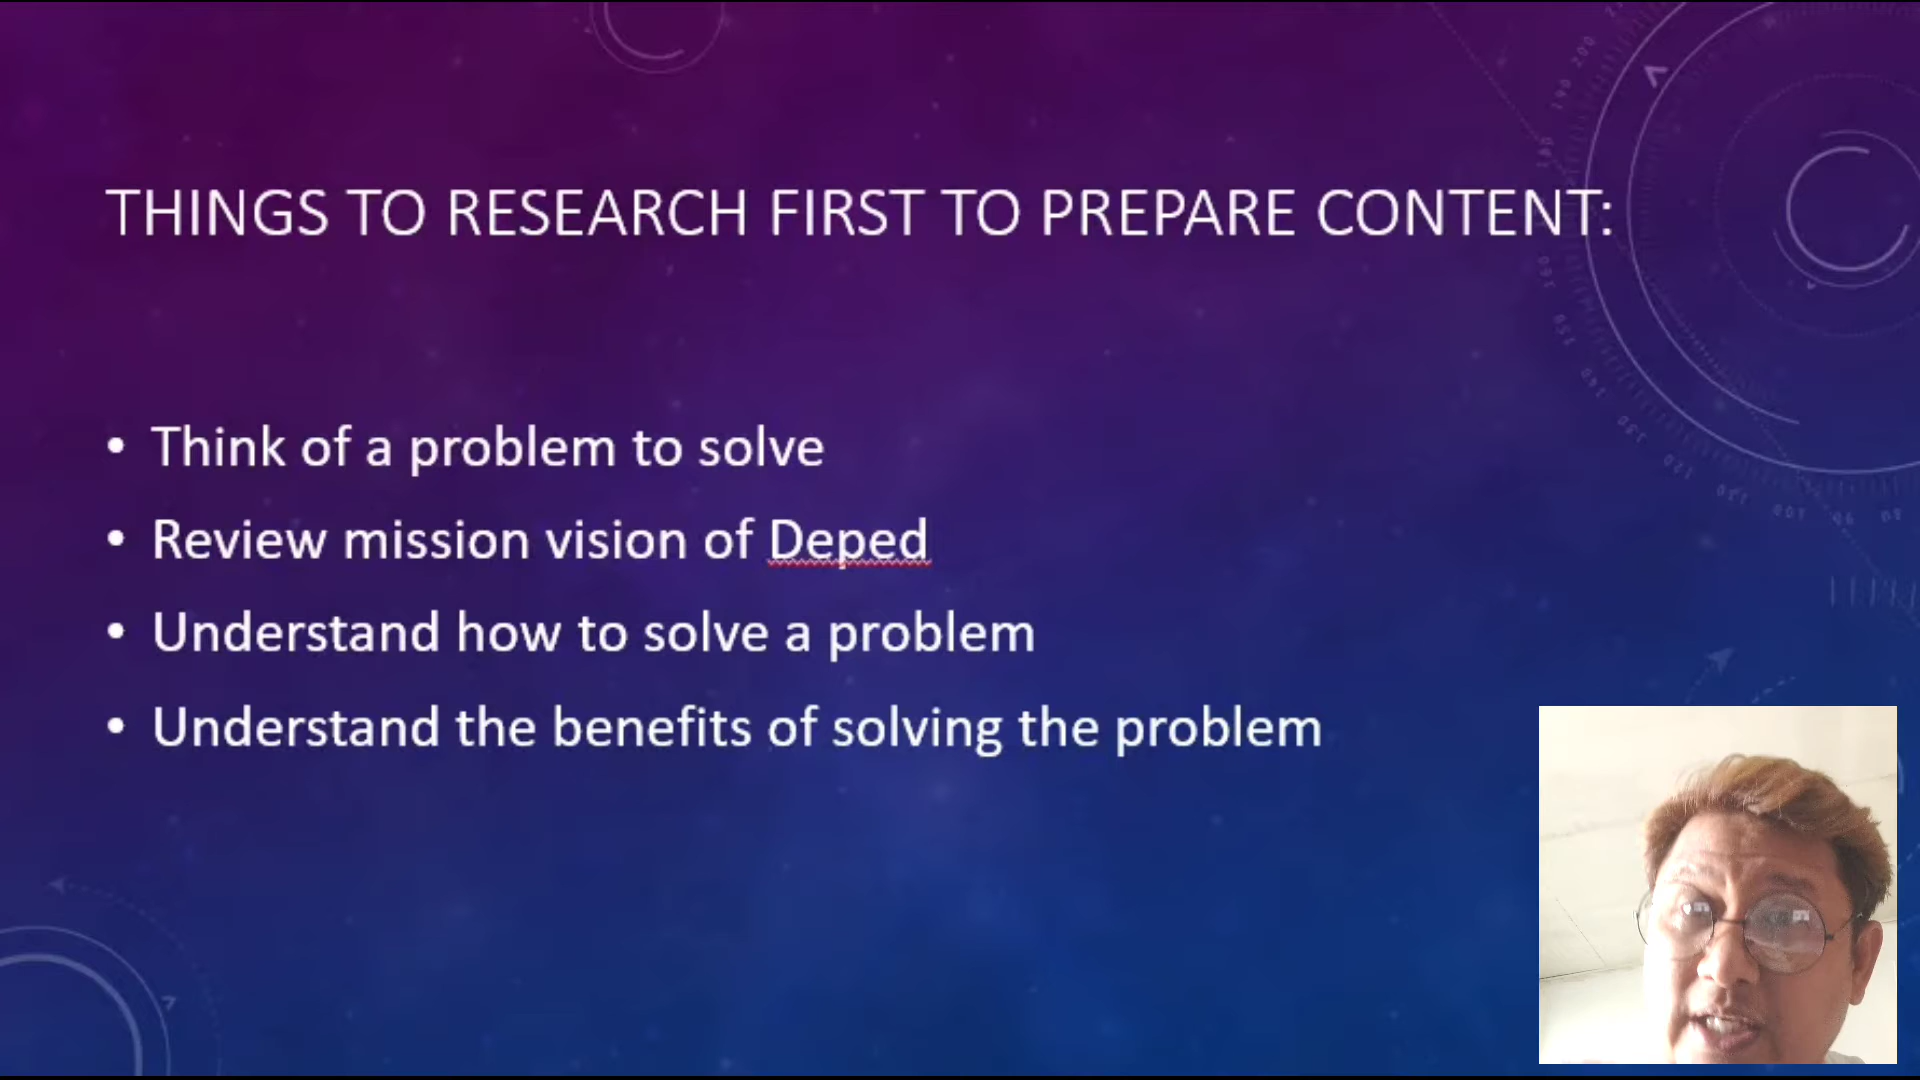 THINGS TO RESEARCH FIRST TO PREPARE CONTENT:
• Think of a problem to solve
• Review mission vision of Deped
• Understand how to solve a problem
• Understand the benefits of solving the problem